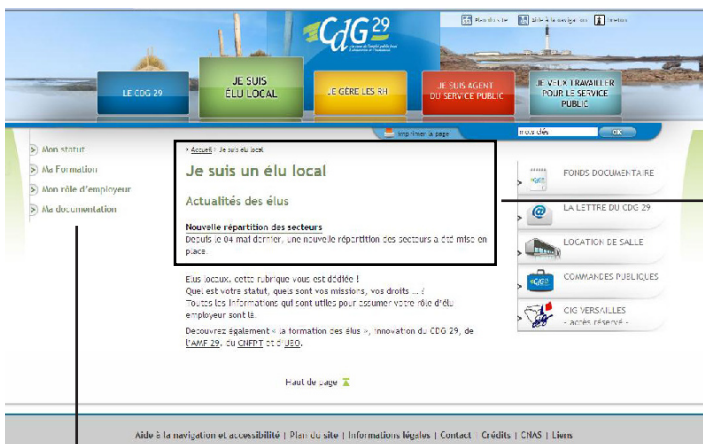 CdG 29
Plan du site
Aide à la navigation
LE CDG 29
JE SUIS
ÉLU LOCAL
JE GÈRE LES RH
JE SUIS AGENT
DU SERVICE PUBLIC
JE VEUX TRAVAILLER
POUR LE SERVICE
PUBLIC
Imprimer la page
mots clés
OK
Mon statut
Ma Formation
Mon rôle d'employeur
Ma documentation
> Accueil > Je suis élu local
Je suis un élu local
Actualités des élus
Nouvelle répartition des secteurs
Depuis le 04 mai dernier, une nouvelle répartition des secteurs a été mise en
place.
Elus locaux, cette rubrique vous est dédiée !
Quel est votre statut, quels sont vos missions, vos droits ... ?
Toutes les informations qui sont utiles pour assumer votre rôle d'élu
employeur sont là.
Découvrez également « la formation des élus », innovation du CDG 29, de
l'AMF 29, du CNFPT et d'UEO.
Haut de page
FONDS DOCUMENTAIRE
LA LETTRE DU CDG 29
LOCATION DE SALLE
COMMANDES PUBLIQUES
CIG VERSAILLES
- accès réservé -
Aide à la navigation et accessibilité | Plan du site | Informations légales | Contact | Crédits | CNAS | Liens